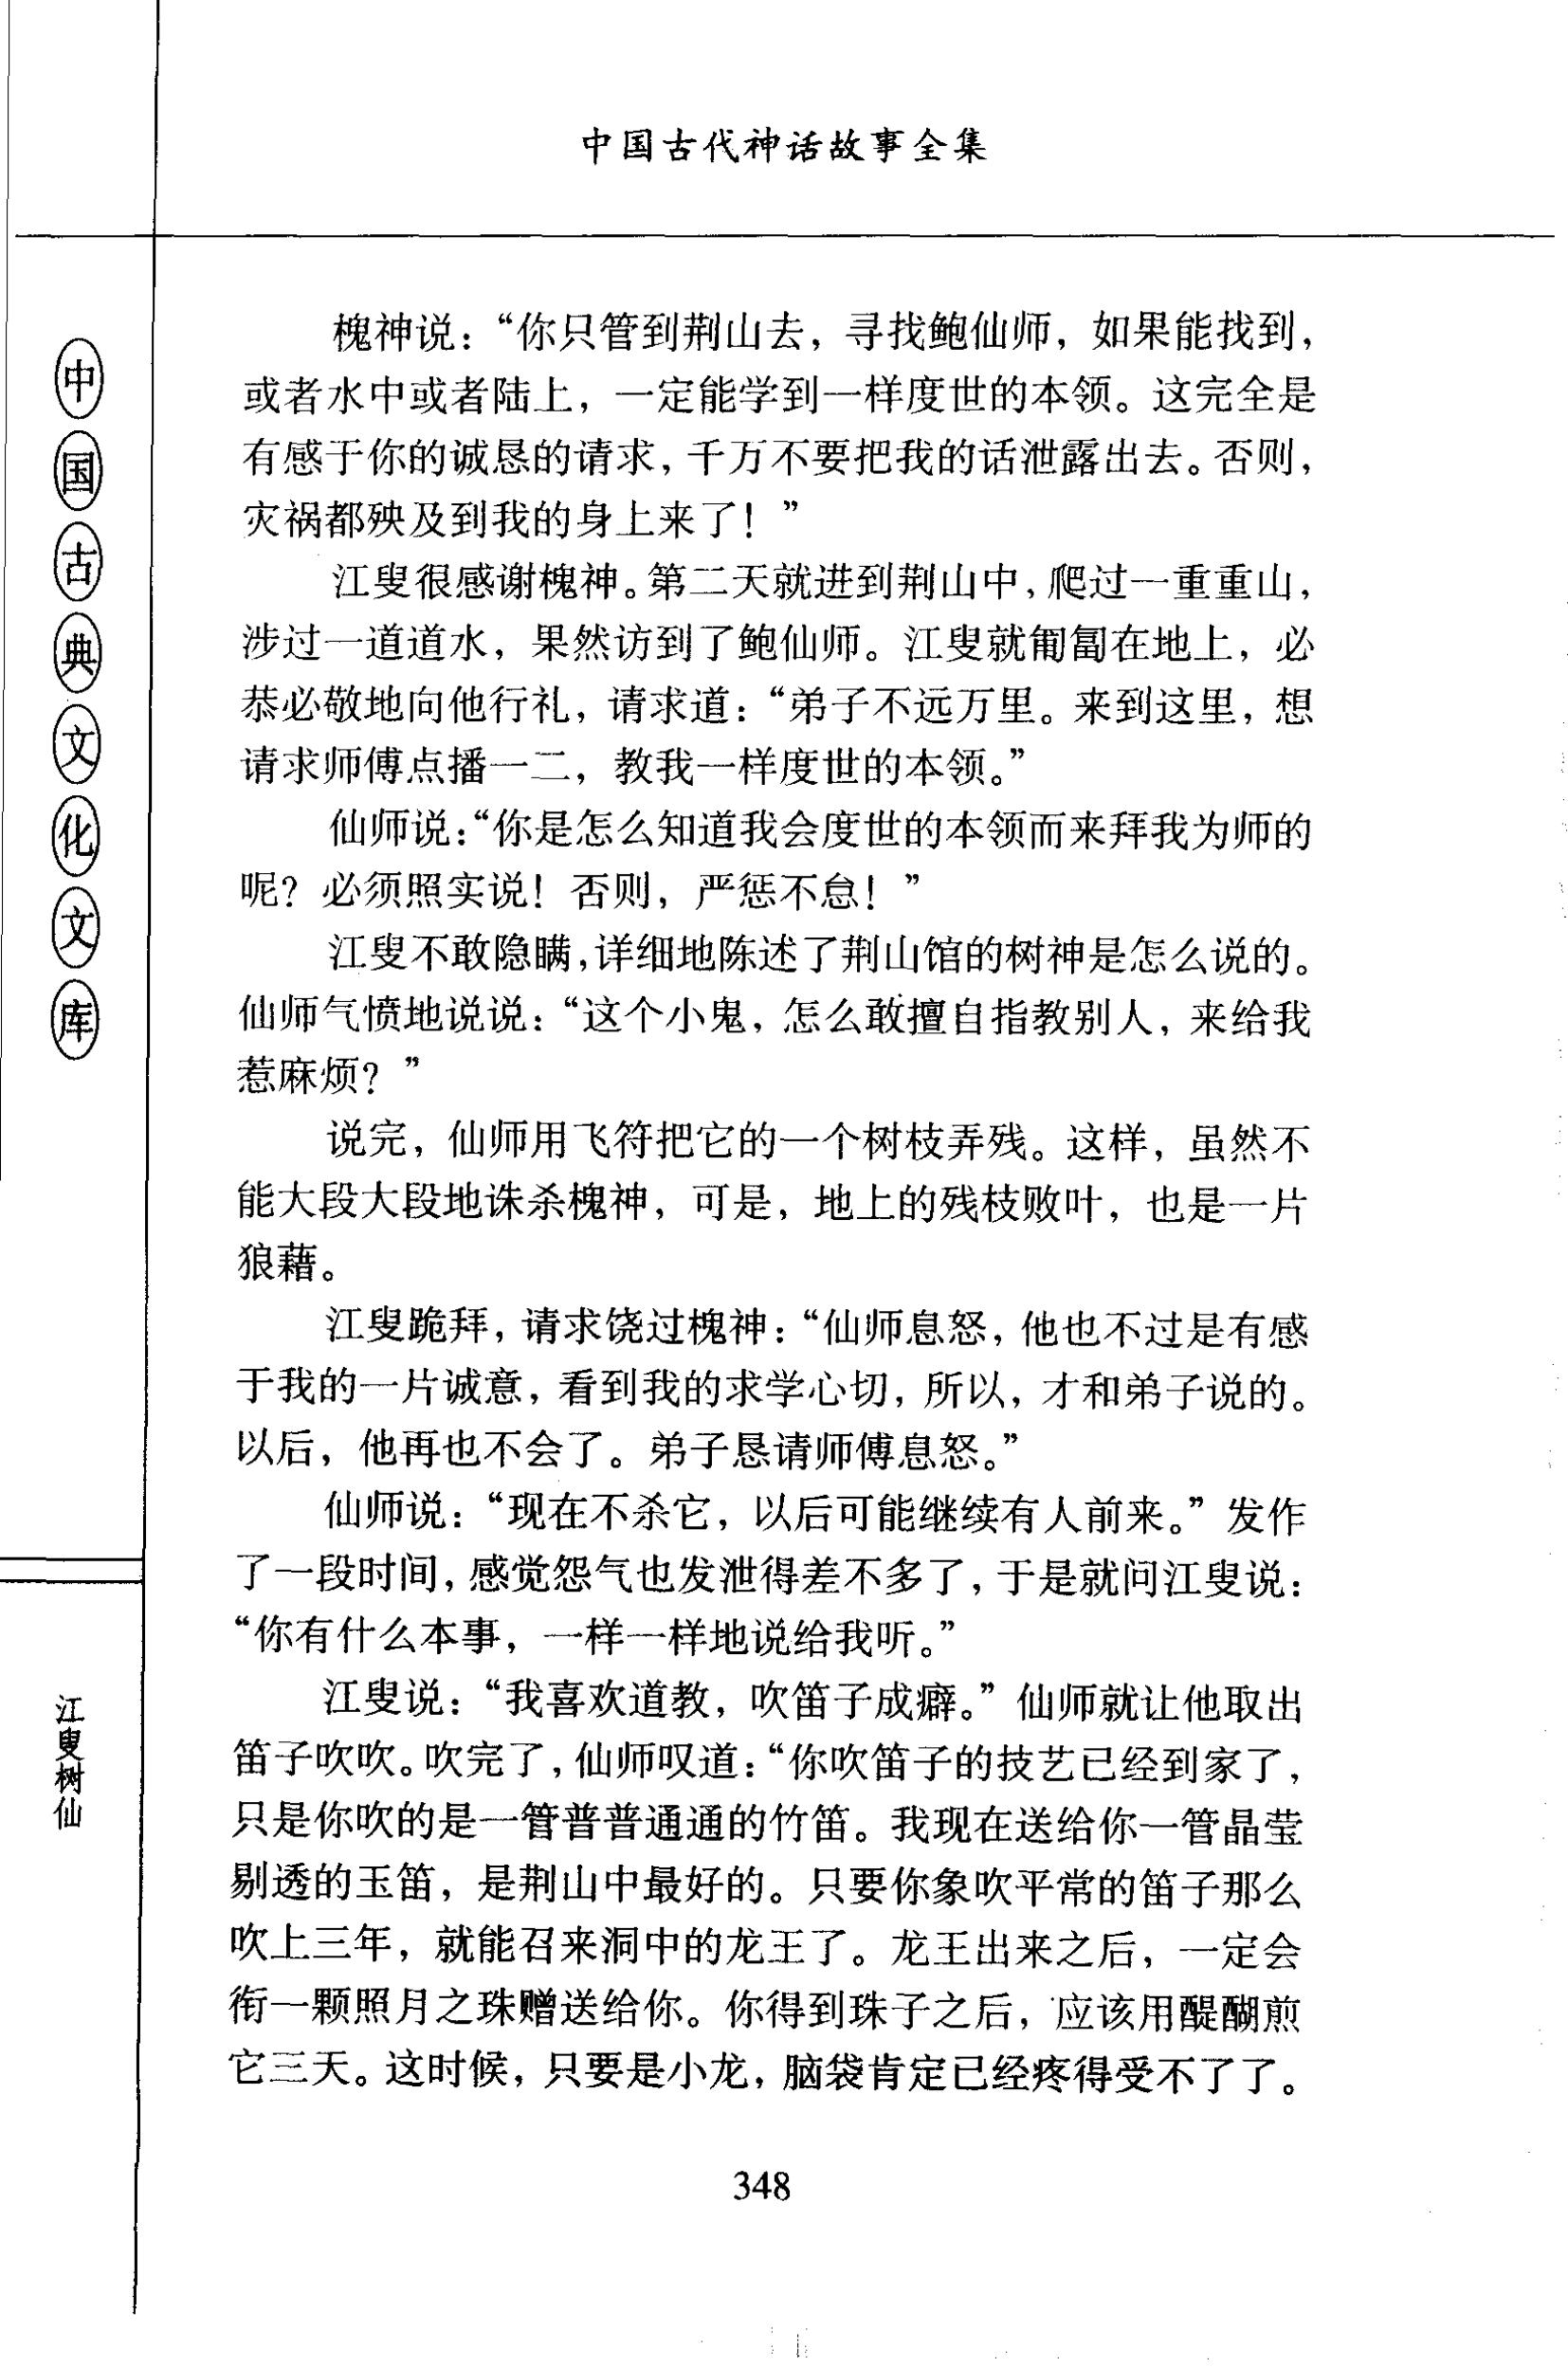 中国古代神话故事全集
中国古典文化文库
江叟树仙
槐神说：“你只管到荆山去，寻找鲍仙师，如果能找到，
或者水中或者陆上，一定能学到一样度世的本领。这完全是
有感于你的诚恳的请求，千万不要把我的话泄露出去。否则，
灾祸都殃及到我的身上来了！”
江叟很感谢槐神。第二天就进到荆山中，爬过一重重山，
涉过一道道水，果然访到了鲍仙师。江叟就匍匐在地上，必
恭必敬地向他行礼，请求道：“弟子不远万里。来到这里，想
请求师傅点播一二，教我一样度世的本领。”
仙师说：“你是怎么知道我会度世的本领而来拜我为师的
呢？必须照实说！否则，严惩不怠！”
江叟不敢隐瞒，详细地陈述了荆山馆的树神是怎么说的。
仙师气愤地说说：“这个小鬼，怎么敢擅自指教别人，来给我
惹麻烦？”
说完，仙师用飞符把它的一个树枝弄残。这样，虽然不
能大段大段地诛杀槐神，可是，地上的残枝败叶，也是一片
狼藉。
江叟跪拜，请求饶过槐神：“仙师息怒，他也不过是有感
于我的一片诚意，看到我的求学心切，所以，才和弟子说的。
以后，他再也不会了。弟子恳请师傅息怒。”
仙师说：“现在不杀它，以后可能继续有人前来。”发作
了一段时间，感觉怨气也发泄得差不多了，于是就问江叟说：
“你有什么本事，一样一样地说给我听。”
江叟说：“我喜欢道教，吹笛子成癖。”仙师就让他取出
笛子吹吹。吹完了，仙师叹道：“你吹笛子的技艺已经到家了，
只是你吹的是一管普普通通的竹笛。我现在送给你一管晶莹
剔透的玉笛，是荆山中最好的。只要你象吹平常的笛子那么
吹上三年，就能召来洞中的龙王了。龙王出来之后，一定会
衔一颗照月之珠赠送给你。你得到珠子之后，应该用醍醐煎
它三天。这时候，只要是小龙，脑袋肯定已经疼得受不了了。
348